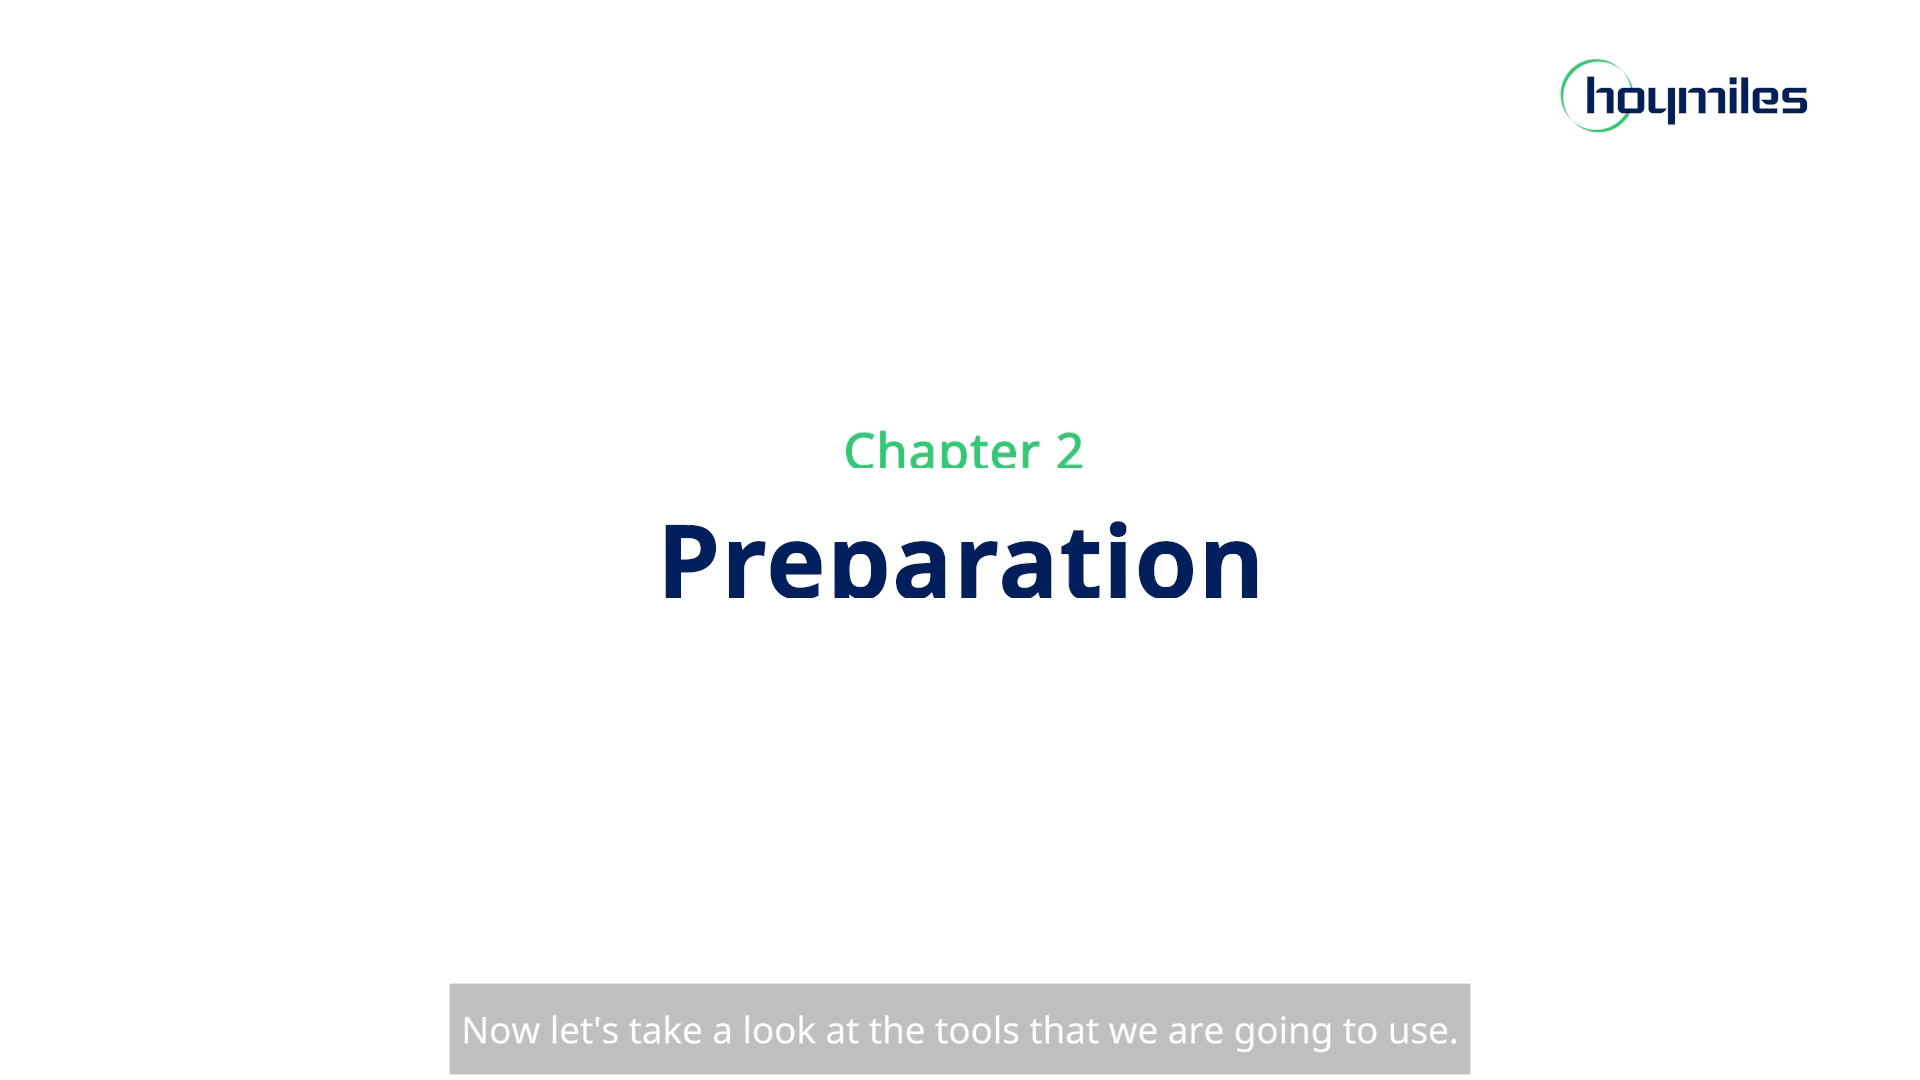 hoymiles
Chapter 2
Preparation
Now let's take a look at the tools that we are going to use.